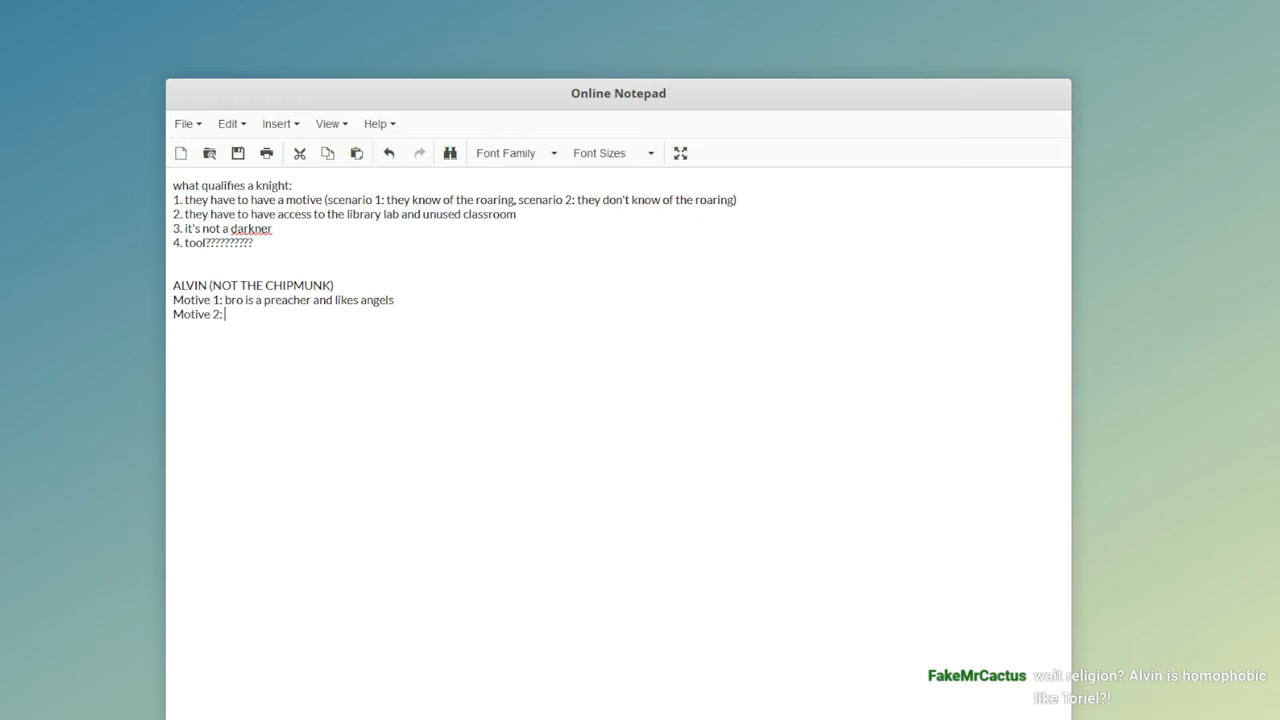 Online Notepad
File Edit Insert View Help
Font Family Font Sizes
what qualifies a knight:
1. they have to have a motive (scenario 1: they know of the roaring, scenario 2: they don't know of the roaring)
2. they have to have access to the library lab and unused classroom
3. it's not a darkner
4. tool??????????
ALVIN (NOT THE CHIPMUNK)
Motive 1: bro is a preacher and likes angels
Motive 2:
FakeMrCactus wait religion? Alvin is homophobic
like Toriel?!